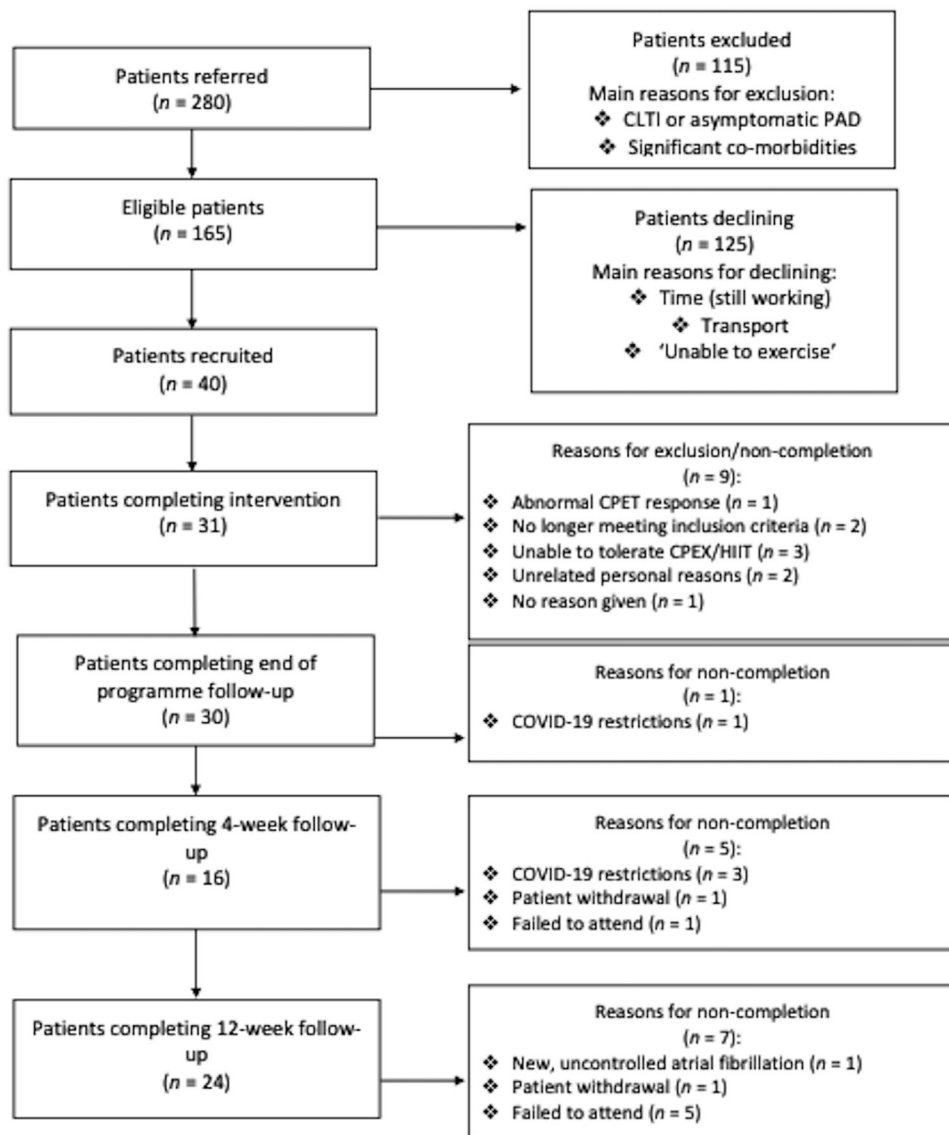 Patients referred
(n = 280)
Patients excluded
(n = 115)
Main reasons for exclusion:
❖ CLTI or asymptomatic PAD
❖ Significant co-morbidities
Eligible patients
(n = 165)
Patients declining
(n = 125)
Main reasons for declining:
❖ Time (still working)
❖ Transport
❖ ‘Unable to exercise’
Patients recruited
(n = 40)
Patients completing intervention
(n = 31)
Reasons for exclusion/non-completion
(n = 9):
❖ Abnormal CPET response (n = 1)
❖ No longer meeting inclusion criteria (n = 2)
❖ Unable to tolerate CPEX/HIIT (n = 3)
❖ Unrelated personal reasons (n = 2)
❖ No reason given (n = 1)
Patients completing end of
programme follow-up
(n = 30)
Reasons for non-completion
(n = 1):
❖ COVID-19 restrictions (n = 1)
Patients completing 4-week follow-
up
(n = 16)
Reasons for non-completion
(n = 5):
❖ COVID-19 restrictions (n = 3)
❖ Patient withdrawal (n = 1)
❖ Failed to attend (n = 1)
Patients completing 12-week follow-
up
(n = 24)
Reasons for non-completion
(n = 7):
❖ New, uncontrolled atrial fibrillation (n = 1)
❖ Patient withdrawal (n = 1)
❖ Failed to attend (n = 5)